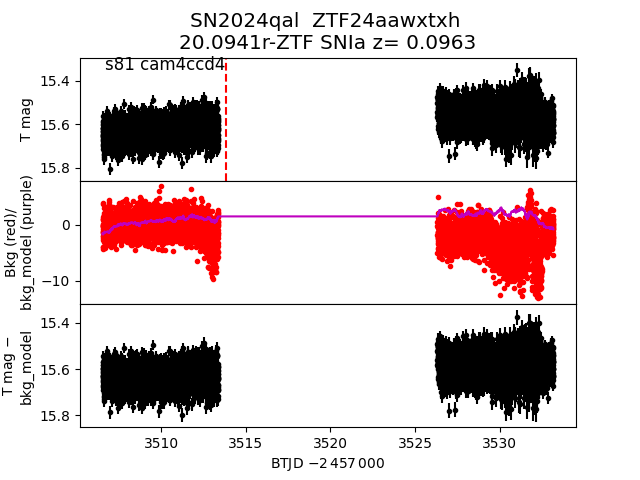 SN2024qal  ZTF24aawxtxh
20.0941r-ZTF SNIa z= 0.0963
s81 cam4ccd4
15.4
15.6
15.8
T mag
0
−10
Bkg (red)/
bkg_model (purple)
15.4
15.6
15.8
T mag −
bkg_model
3510
3515
3520
3525
3530
BTJD −2 457 000